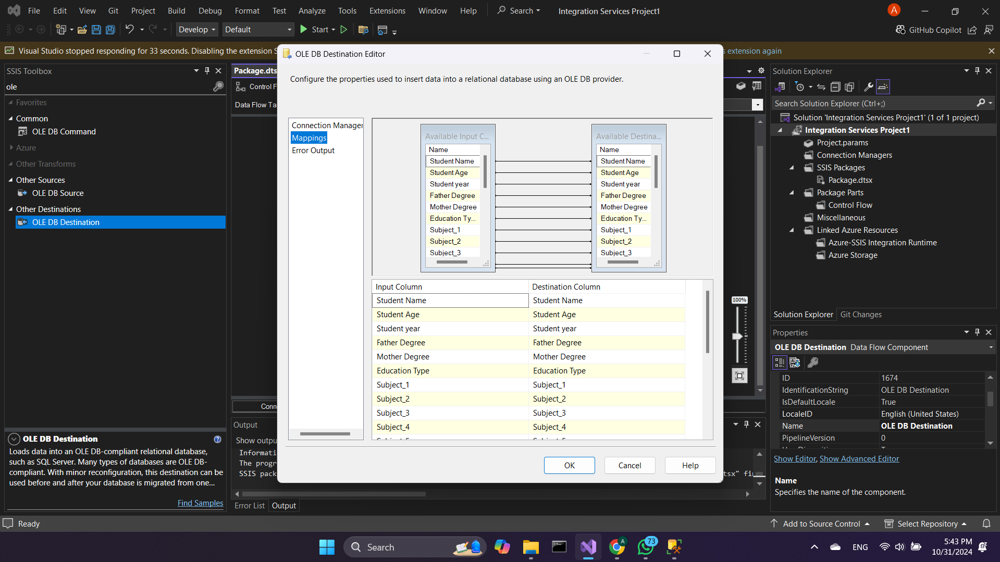 File Edit View Git Project Build Debug Format Test Analyze Tools Extensions Window Help Search Integration Services Project1 A
Develop Default Start GitHub Copilot
Visual Studio stopped responding for 33 seconds. Disabling the extension S
s extension again
SSIS Toolbox
ole
Favorites
Common
OLE DB Command
Azure
Other Transforms
Other Sources
OLE DB Source
Other Destinations
OLE DB Destination
OLE DB Destination
Loads data into an OLE DB-compliant relational database,
such as SQL Server. Many types of databases are OLE DB-
compliant. With minor reconfiguration, this destination can be
used before and after your database is migrated from one...
Find Samples
Package.dts
Control F
Data Flow Ta
OLE DB Destination Editor
Configure the properties used to insert data into a relational database using an OLE DB provider.
Connection Manager
Mappings
Error Output
Available Input C...
Name
Student Name
Student Age
Student year
Father Degree
Mother Degree
Education Ty...
Subject_1
Subject_2
Subject_3
Available Destina...
Name
Student Name
Student Age
Student year
Father Degree
Mother Degree
Education Ty...
Subject_1
Subject_2
Subject_3
Input Column Destination Column
Student Name Student Name
Student Age Student Age
Student year Student year
Father Degree Father Degree
Mother Degree Mother Degree
Education Type Education Type
Subject_1 Subject_1
Subject_2 Subject_2
Subject_3 Subject_3
Subject_4 Subject_4
OK Cancel Help
100%
Conn
Output
Show outpu
Informati
The progr
SSIS pack
tsx" fi
Error List Output
Solution Explorer
Search Solution Explorer (Ctrl+;)
Solution 'Integration Services Project1' (1 of 1 project)
Integration Services Project1
Project.params
Connection Managers
SSIS Packages
Package.dtsx
Package Parts
Control Flow
Miscellaneous
Linked Azure Resources
Azure-SSIS Integration Runtime
Azure Storage
Solution Explorer Git Changes
Properties
OLE DB Destination Data Flow Component
ID 1674
IdentificationString OLE DB Destination
IsDefaultLocale True
LocaleID English (United States)
Name OLE DB Destination
PipelineVersion 0
Show Editor, Show Advanced Editor
Name
Specifies the name of the component.
Ready Add to Source Control Select Repository
Search A 73 ENG 5:43 PM
10/31/2024